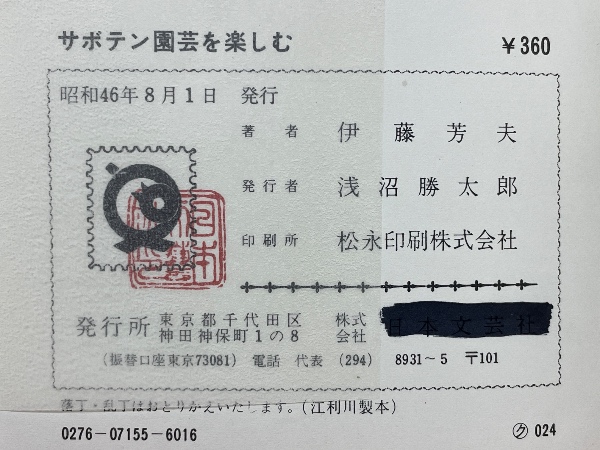 サボテン園芸を楽しむ
¥360
昭和46年8月1日 発行
著者 伊藤芳夫
発行者 浅沼勝太郎
印刷所 松永印刷株式会社
発行所 東京都千代田区神田神保町1の8 株式会社 日本文芸社
(振替口座東京73081) 電話 代表 (294) 8931~5 〒101
落丁・乱丁はおとりかえいたします。(江利川製本)
0276-07155-6016
ク 024